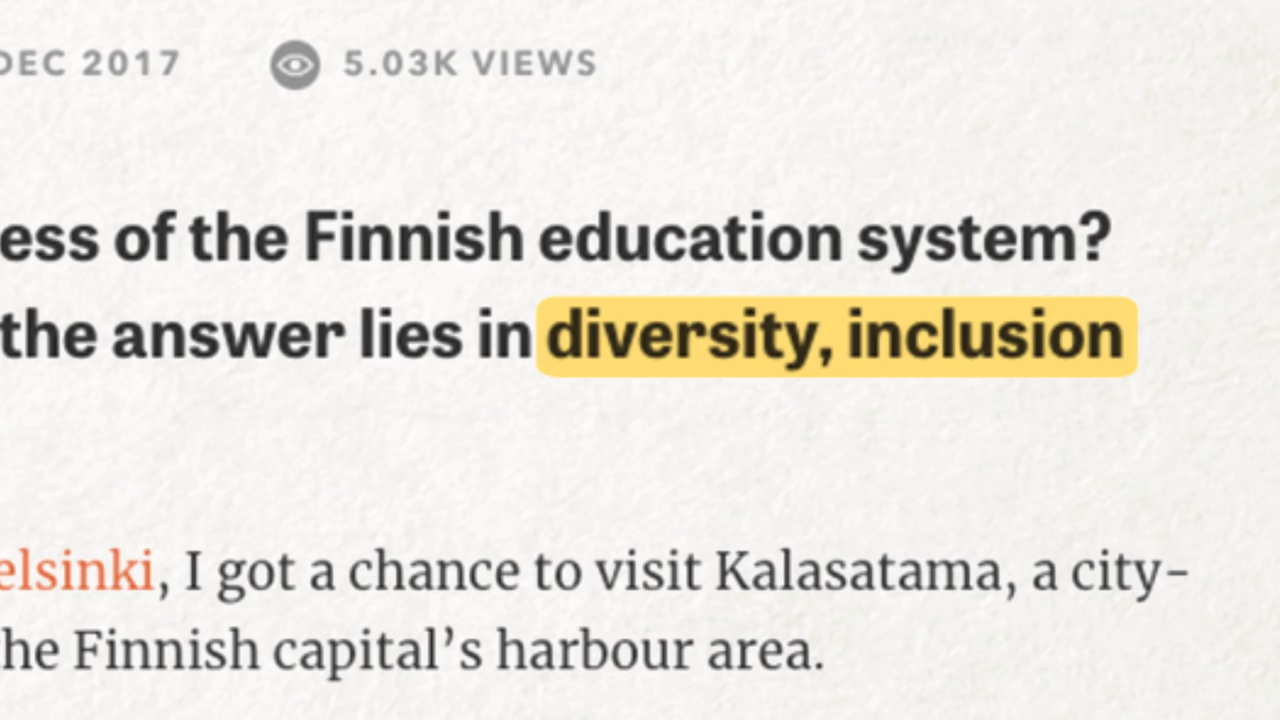 DEC 2017 5.03K VIEWS
ess of the Finnish education system?
the answer lies in diversity, inclusion
elsinki, I got a chance to visit Kalasatama, a city-
he Finnish capital’s harbour area.